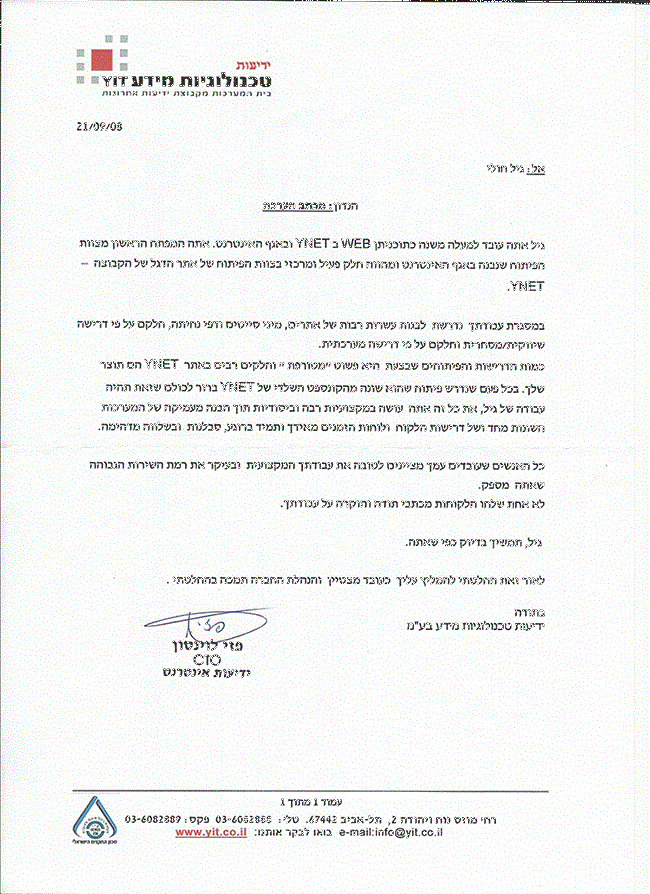 ידיעות
טכנולוגיות מידע YIT
בית המערכות מקבוצת ידיעות אחרונות
21/09/08
אל: גיל חולי
הנדון: מכתב הערכה
גיל אתה עובד למעלה משנה כתוכניתן WEB ב YNET ובאגף האינטרנט. אתה המפתח הראשון מצוות
הפיתוח שנבנה באגף האינטרנט ומהווה חלק פעיל ומרכזי בצוות הפיתוח של אתר הדגל של הקבוצה –
YNET.
במסגרת עבודתך נדרשת לבנות עשרות רבות של אתרים, מיני סייטים ודפי נחיתה, חלקם על פי דרישה
שיווקית/מסחרית וחלקם על פי דרישה מערכתית.
כמות הדרישות והפיתוחים שבצעת היא פשוט "מטורפת" וחלקים רבים באתר YNET הם תוצר
שלך. בכל פעם שנדרש פיתוח שהוא שונה מהקונספט השלדי של YNET ברור לכולם שזאת תהיה
עבודה של גיל, את כל זה אתה עושה במקצועיות רבה וביסודיות תוך הבנה מעמיקה של המערכות
השונות מחד ושל דרישות הלקוח ולוחות הזמנים מאידך ותמיד ברוגע, סבלנות ובשלווה מדהימה.
כל האנשים שעובדים עמך מציינים לטובה את עבודתך המקצועית ובעיקר את רמת השירות הגבוהה
שאתה מספק.
לא אחת שלחו הלקוחות מכתבי תודה והוקרה על עבודתך.
גיל, תמשיך בדיוק כפי שאתה.
לאור זאת החלטתי להמליץ עליך כעובד מצטיין והנהלת החברה תמכה בהחלטתי.
בתודה
ידיעות טכנולוגיות מידע בע"מ
פזי לוינטון
CTO
ידיעות אינטרנט
עמוד 1 מתוך 1
רחי מוזס נוח ויהודה 2, תל-אביב 67442. טלי: 03-6082888 פקס: 03-6082889
e-mail:info@yit.co.il בואו לבקר אותנו: www.yit.co.il
מכון התקנים הישראלי